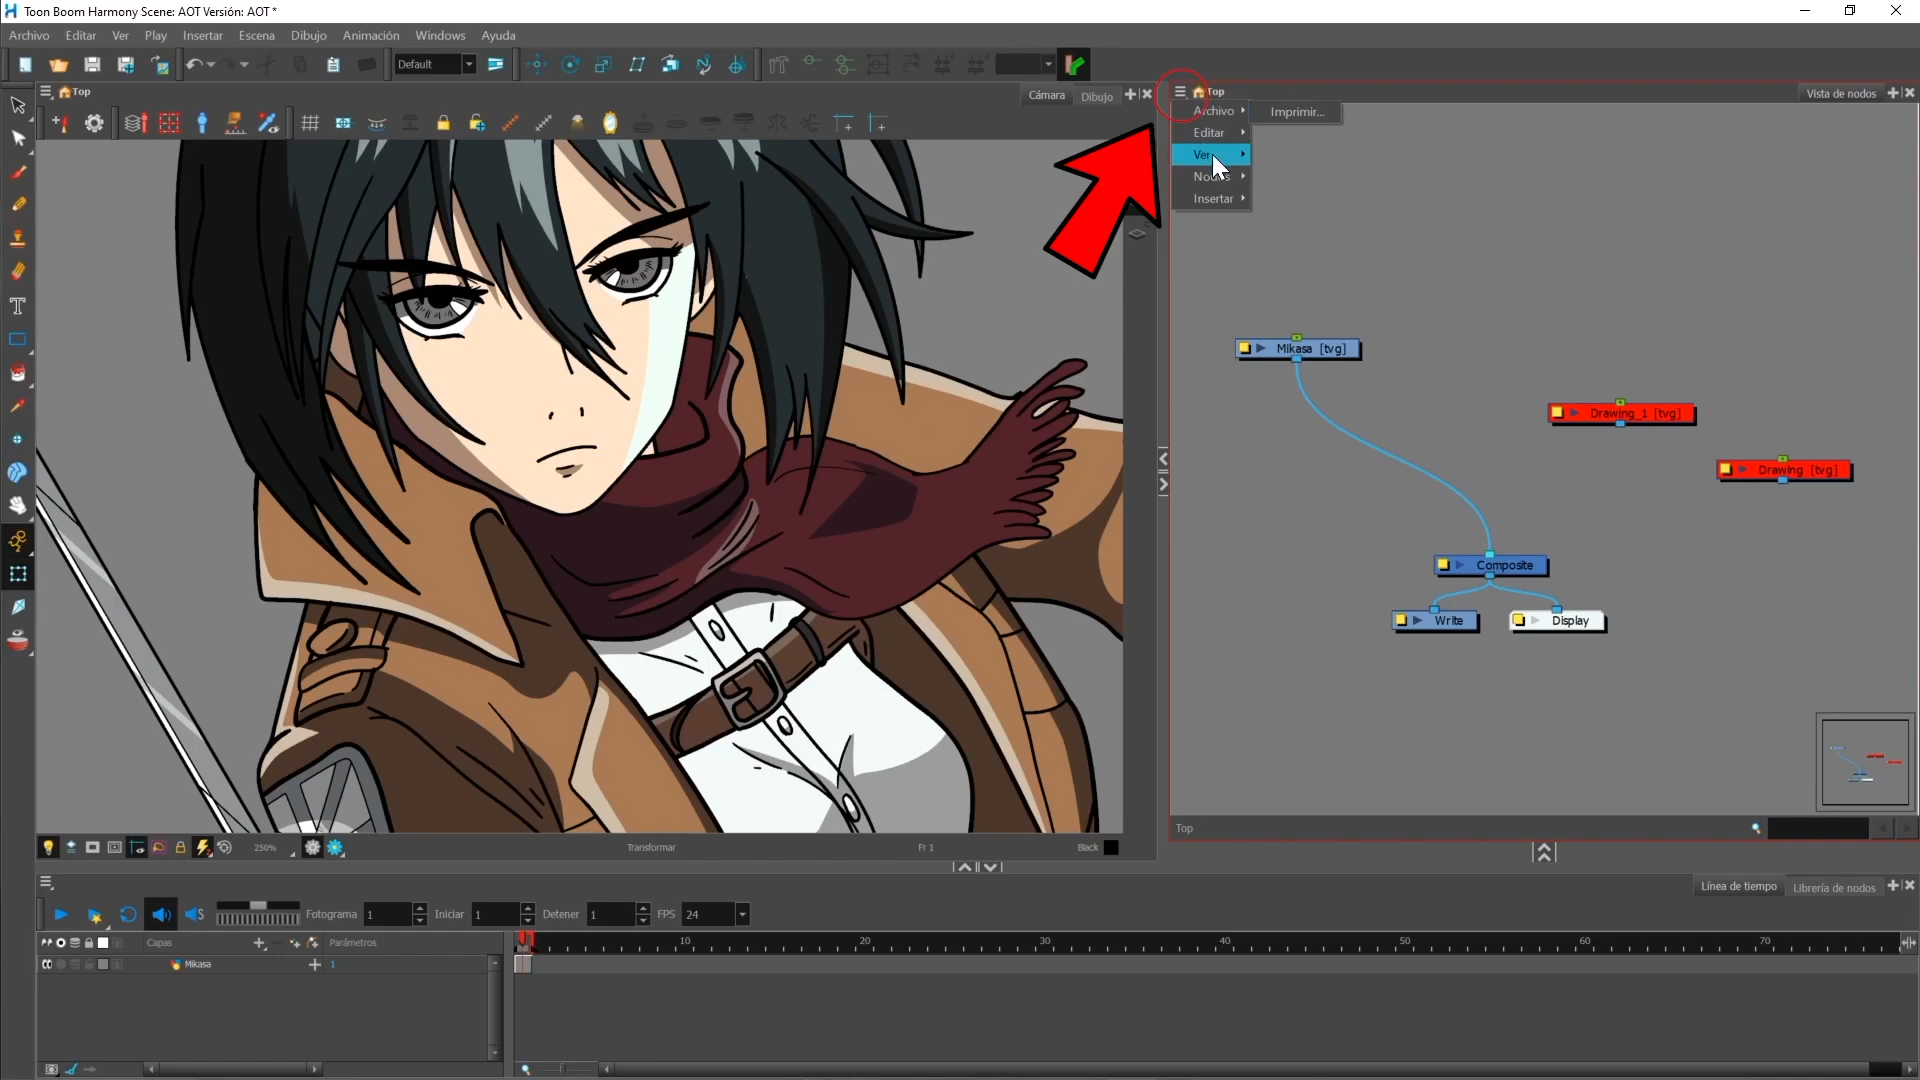 Toon Boom Harmony Scene: AOT Versión: AOT *
Archivo Editar Ver Play Insertar Escena Dibujo Animación Windows Ayuda
Default
Top
Cámara Dibujo
Top
Vista de nodos
Archivo
Imprimir...
Editar
Ver
Nodos
Insertar
Mikasa [tvg]
Drawing_1 [tvg]
Drawing [tvg]
Composite
Write
Display
Top
250% Transformar Fr 1 Black
Línea de tiempo Librería de nodos
Fotograma 1 Iniciar 1 Detener 1 FPS 24
Capas Parámetros
10 20 30 40 50 60 70
Mikasa 1